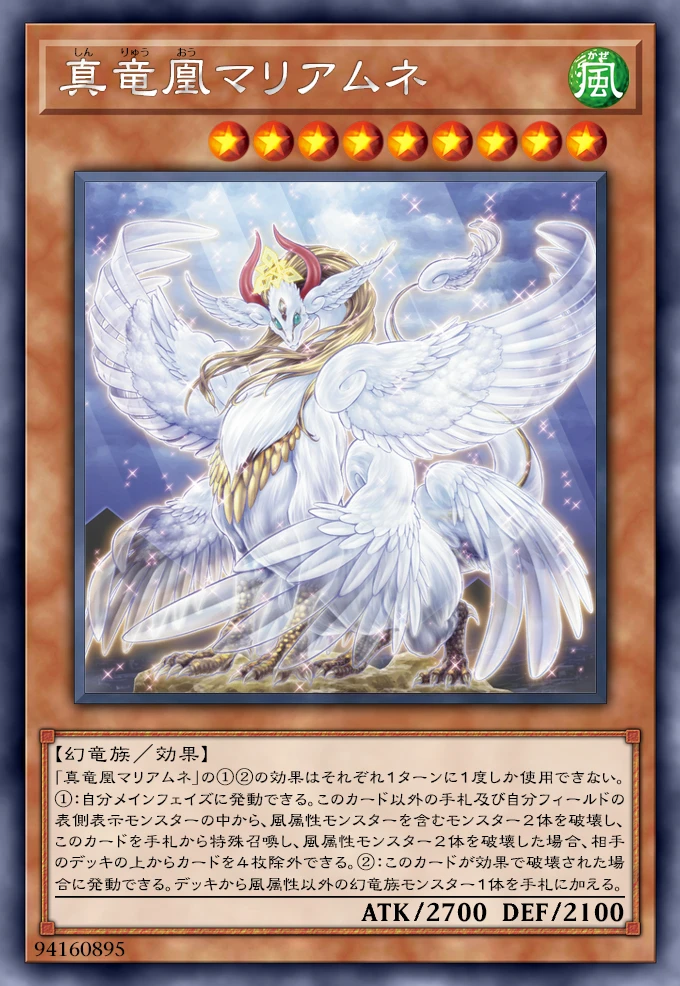 しん りゅう おう
真竜凰マリアムネ
かぜ
風
【幻竜族／効果】
「真竜凰マリアムネ」の①②の効果はそれぞれ1ターンに1度しか使用できない。
①：自分メインフェイズに発動できる。このカード以外の手札及び自分フィールドの
表側表示モンスターの中から、風属性モンスターを含むモンスター2体を破壊し、
このカードを手札から特殊召喚し、風属性モンスター2体を破壊した場合、相手
のデッキの上からカードを4枚除外できる。②：このカードが効果で破壊された場
合に発動できる。デッキから風属性以外の幻竜族モンスター1体を手札に加える。
ATK/2700 DEF/2100
94160895